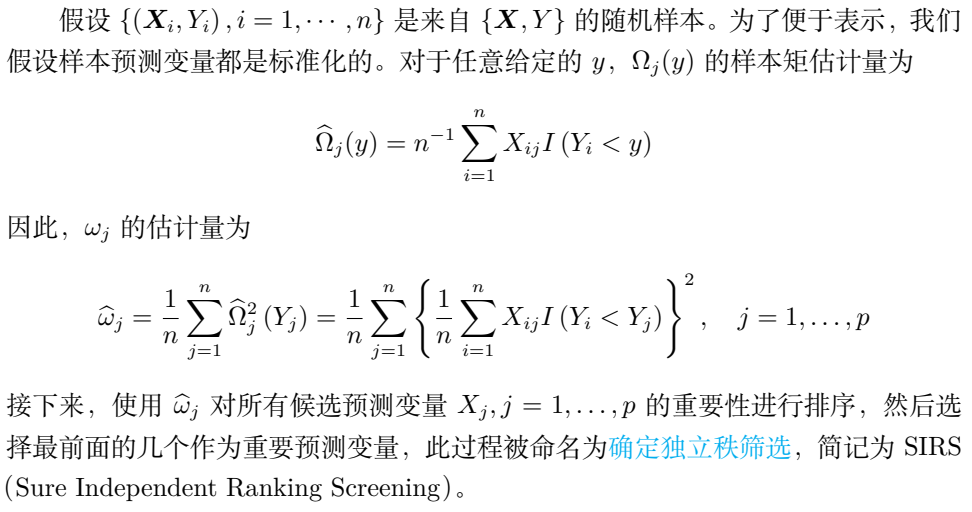 假设 $\{(\boldsymbol{X}_i, Y_i), i = 1, \cdots, n\}$ 是来自 $\{\boldsymbol{X}, Y\}$ 的随机样本。为了便于表示，我们
假设样本预测变量都是标准化的。对于任意给定的 $y$，$\Omega_j(y)$ 的样本矩估计量为
$$\widehat{\Omega}_j(y) = n^{-1} \sum_{i=1}^{n} X_{ij} I(Y_i < y)$$
因此，$\omega_j$ 的估计量为
$$\widehat{\omega}_j = \frac{1}{n} \sum_{j=1}^{n} \widehat{\Omega}_j^2(Y_j) = \frac{1}{n} \sum_{j=1}^{n} \left\{ \frac{1}{n} \sum_{i=1}^{n} X_{ij} I(Y_i < Y_j) \right\}^2, \quad j = 1, \ldots, p$$
接下来，使用 $\widehat{\omega}_j$ 对所有候选预测变量 $X_j, j = 1, \ldots, p$ 的重要性进行排序，然后选
择最前面的几个作为重要预测变量，此过程被命名为确定独立秩筛选，简记为 SIRS
(Sure Independent Ranking Screening)。